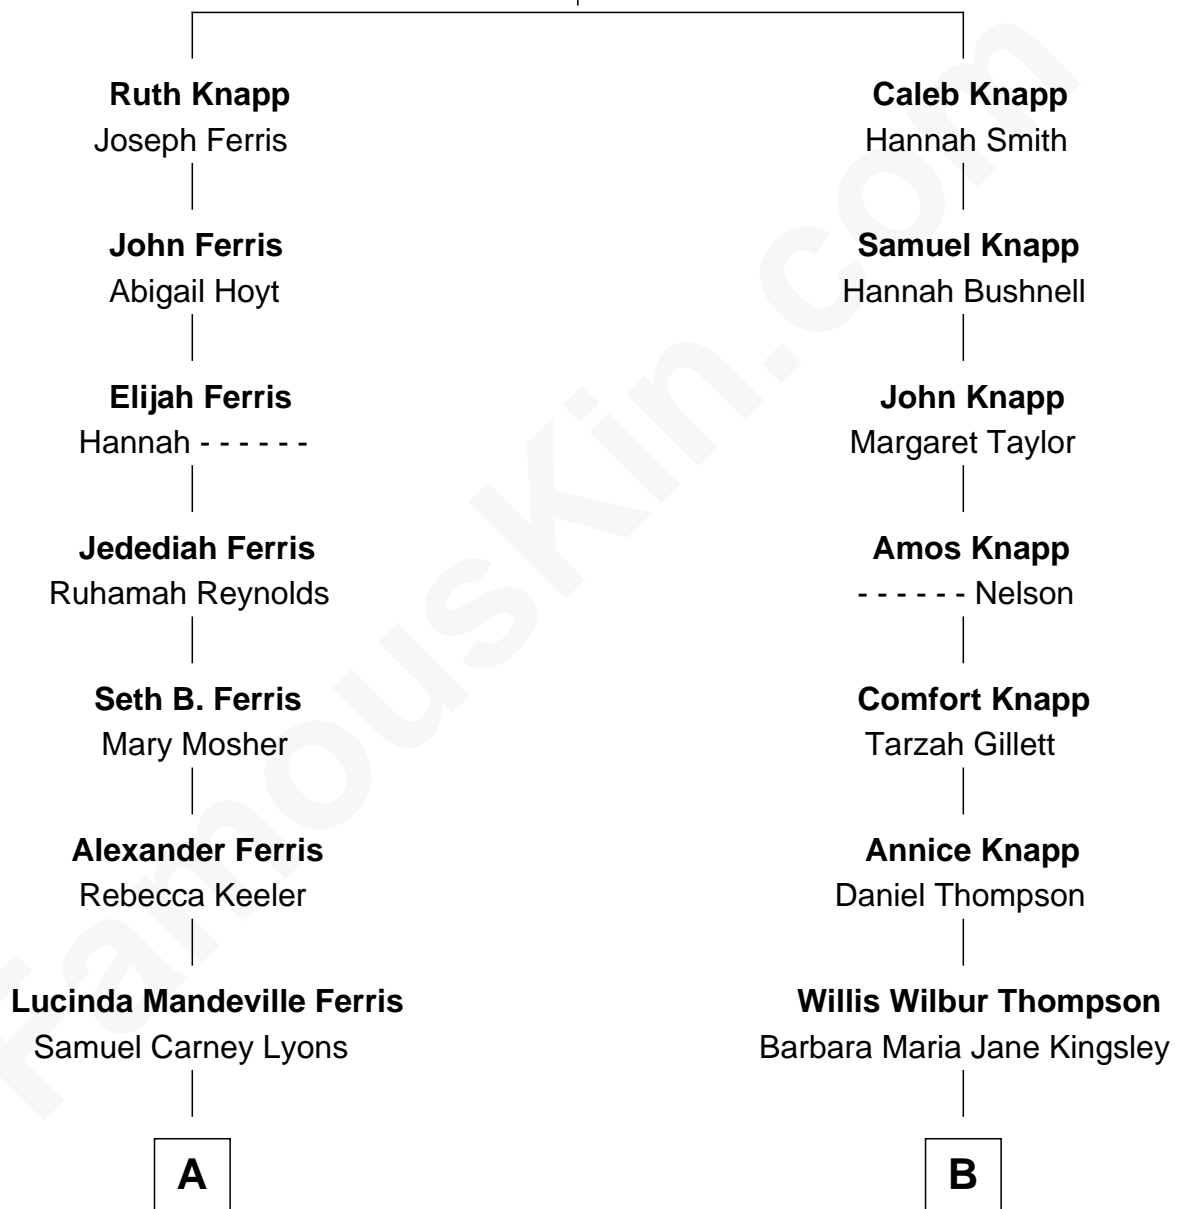 Ruth Knapp
Joseph Ferris
John Ferris
Abigail Hoyt
Elijah Ferris
Hannah - - - - - -
Jedediah Ferris
Ruhamah Reynolds
Seth B. Ferris
Mary Mosher
Alexander Ferris
Rebecca Keeler
Lucinda Mandeville Ferris
Samuel Carney Lyons
A
Caleb Knapp
Hannah Smith
Samuel Knapp
Hannah Bushnell
John Knapp
Margaret Taylor
Amos Knapp
- - - - - - Nelson
Comfort Knapp
Tarzah Gillett
Annice Knapp
Daniel Thompson
Willis Wilbur Thompson
Barbara Maria Jane Kingsley
B
FamousKin.com